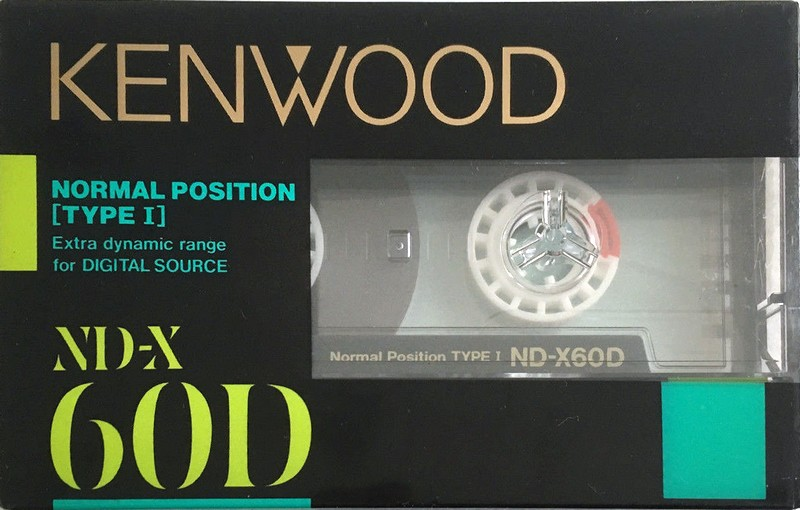 KENWOOD
NORMAL POSITION
[TYPE I]
Extra dynamic range
for DIGITAL SOURCE
ND-X
60D
Normal Position TYPE I ND-X60D